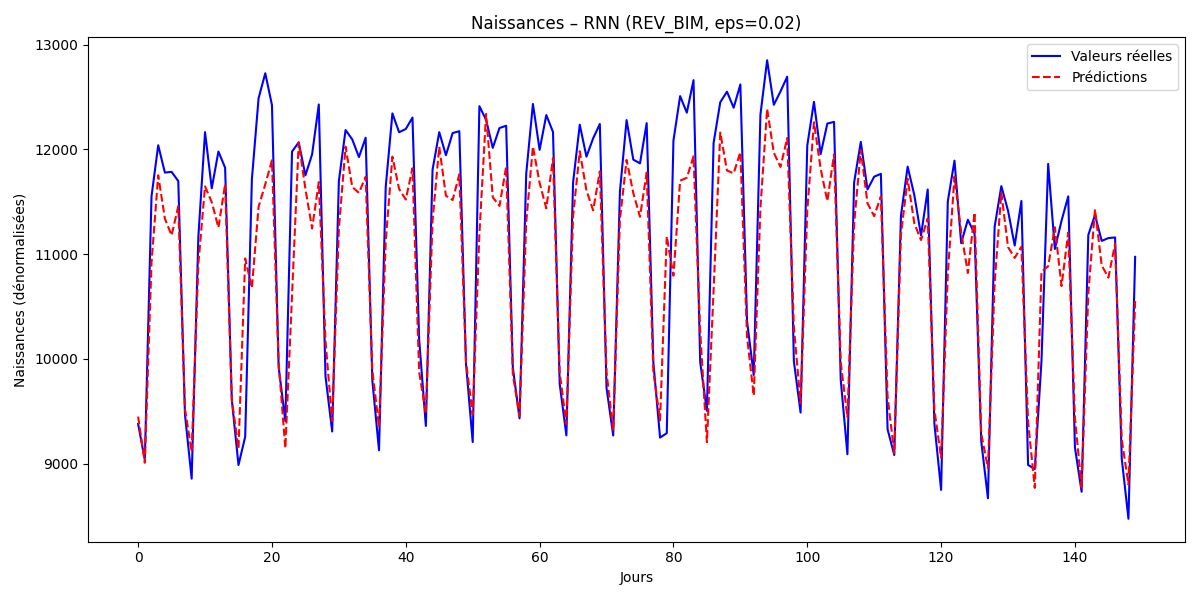 Naissances – RNN (REV_BIM, eps=0.02)
Valeurs réelles
Prédictions
Naissances (dénormalisées)
13000
12000
11000
10000
9000
0 20 40 60 80 100 120 140
Jours